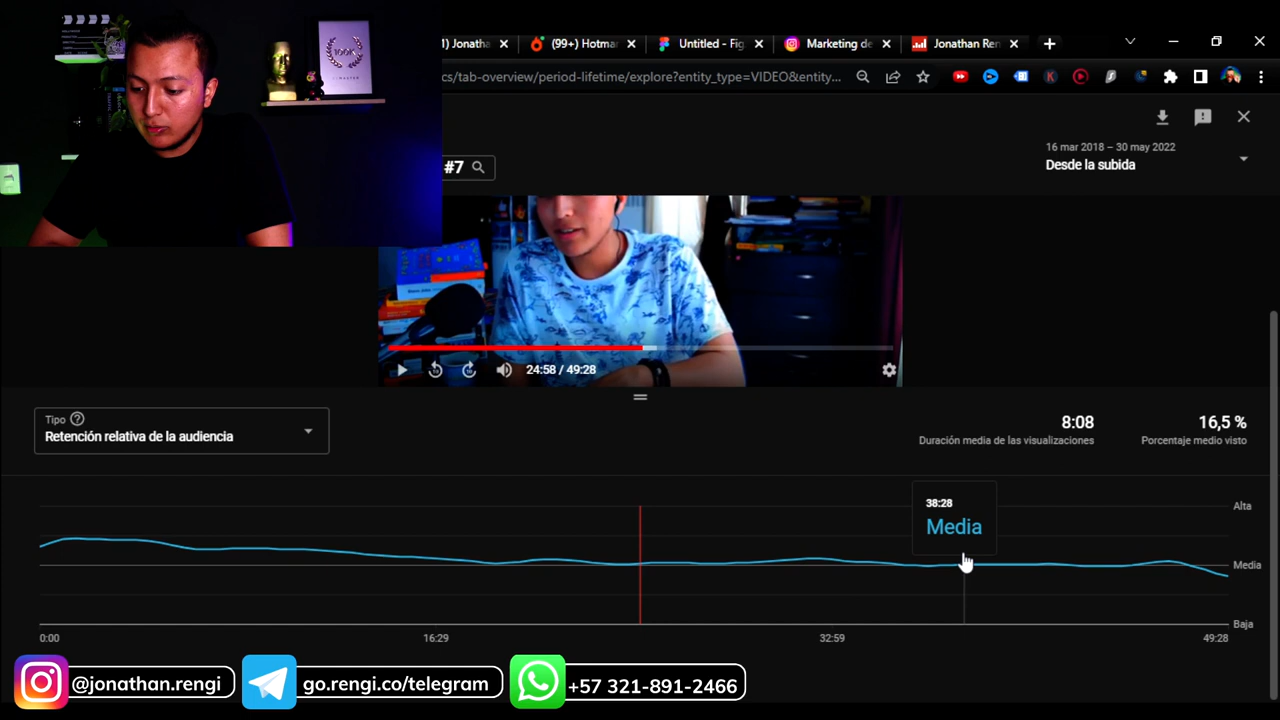 100K
) Jonatha
(99+) Hotmar
Untitled - Fig
Marketing de
Jonathan Ren
cs/tab-overview/period-lifetime/explore?entity_type=VIDEO&entity...
16 mar 2018 – 30 may 2022
Desde la subida
#7
24:58 / 49:28
Tipo
Retención relativa de la audiencia
8:08
Duración media de las visualizaciones
16,5 %
Porcentaje medio visto
38:28
Media
Alta
Media
Baja
0:00
16:29
32:59
49:28
@jonathan.rengi
go.rengi.co/telegram
+57 321-891-2466